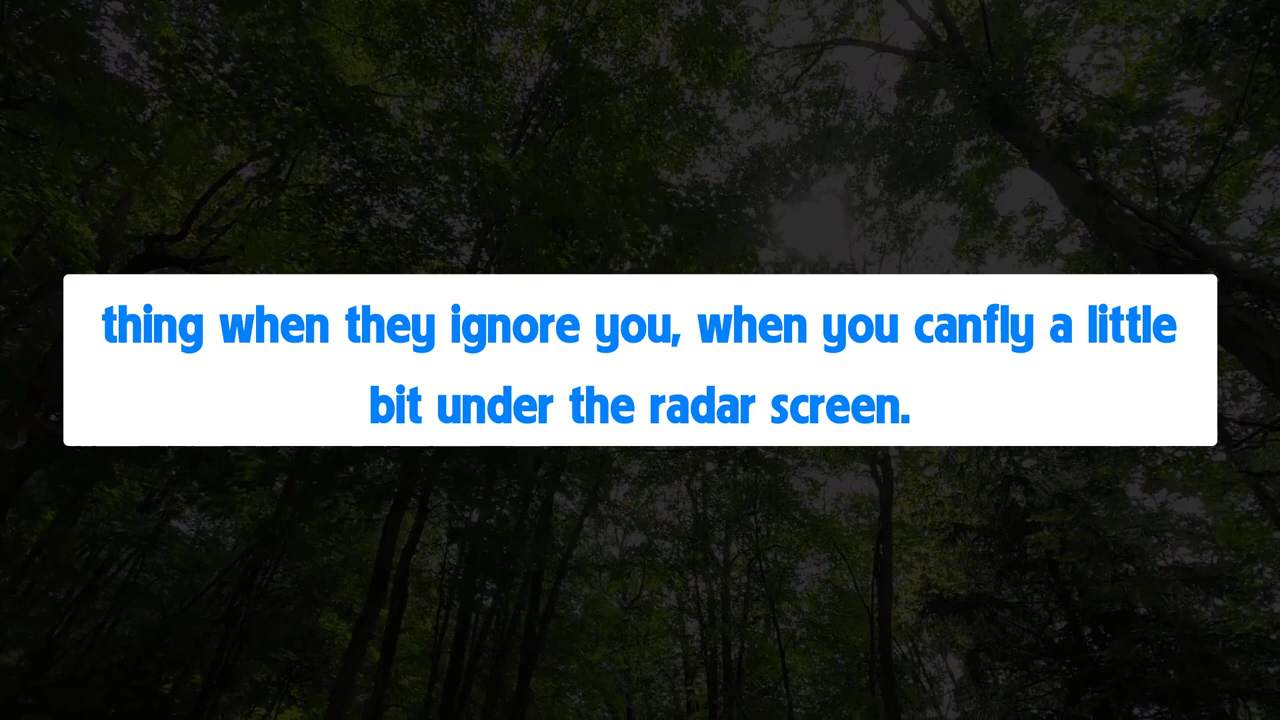 thing when they ignore you, when you canfly a little
bit under the radar screen.